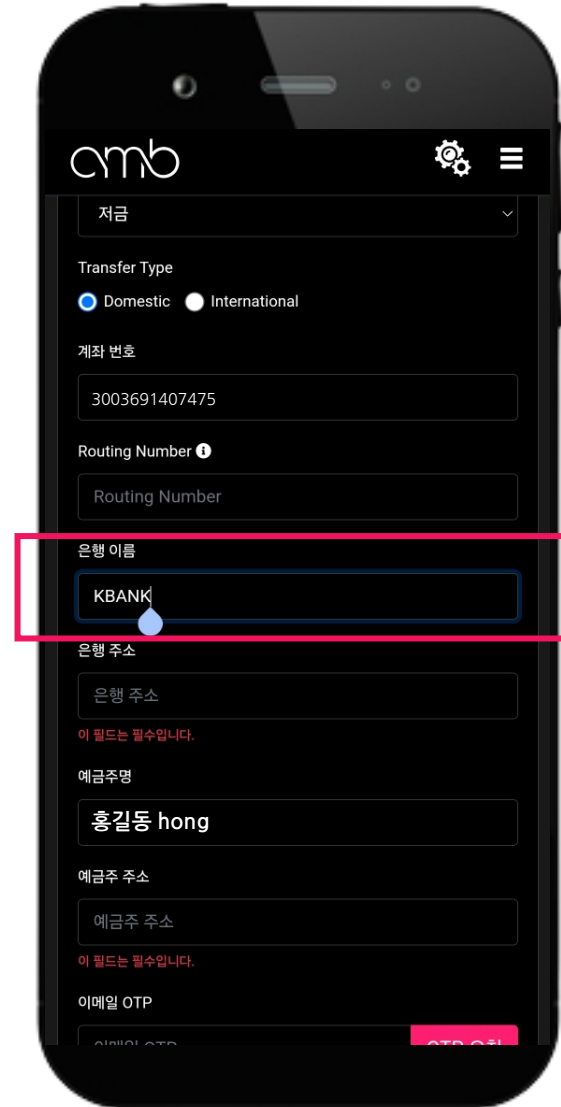 amb
저금
Transfer Type
Domestic International
계좌 번호
3003691407475
Routing Number
Routing Number
은행 이름
KBANK
은행 주소
은행 주소
이 필드는 필수입니다.
예금주명
홍길동 hong
예금주 주소
예금주 주소
이 필드는 필수입니다.
이메일 OTP